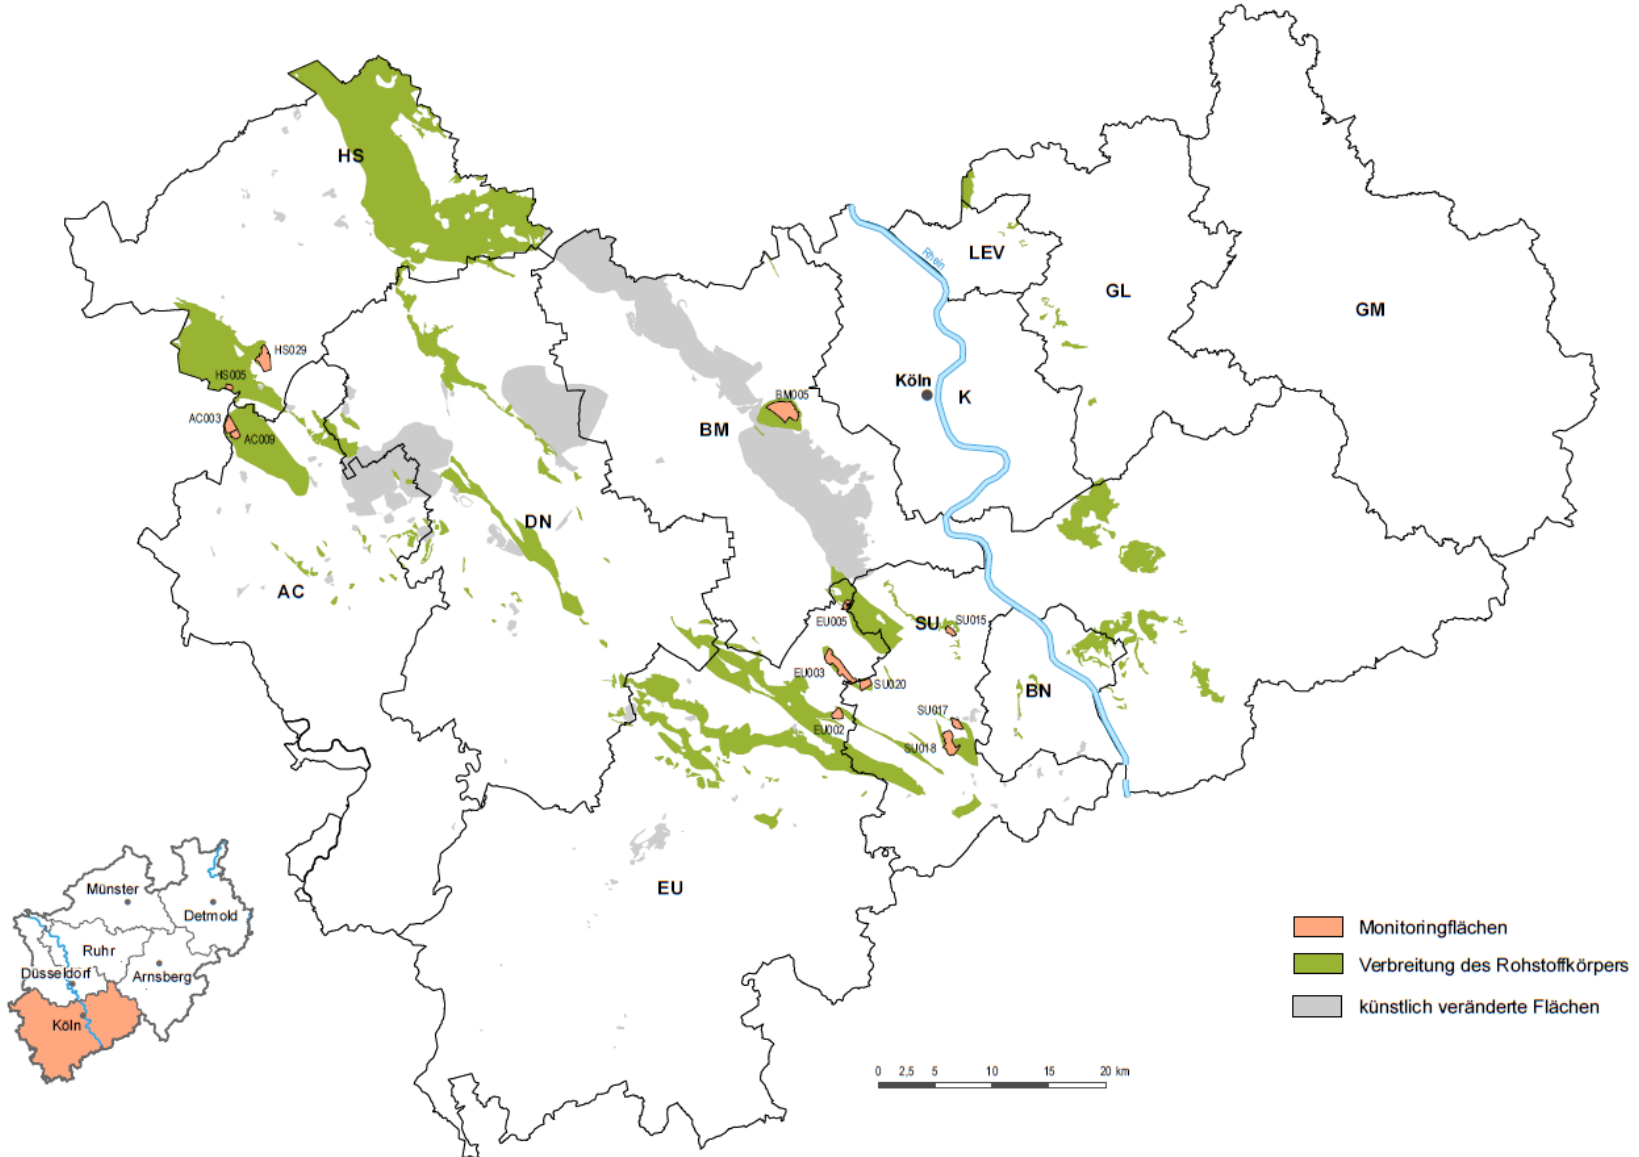 HS
LEV
Rhein
GL
GM
HS029
HS005
AC003
AC009
BM005
Köln
K
BM
DN
AC
EU005
SU
SU015
EU003
SU020
BN
SU017
EU002
SU018
EU
Münster
Detmold
Ruhr
Düsseldorf
Arnsberg
Köln
Monitoringflächen
Verbreitung des Rohstoffkörpers
künstlich veränderte Flächen
0 2,5 5 10 15 20 km